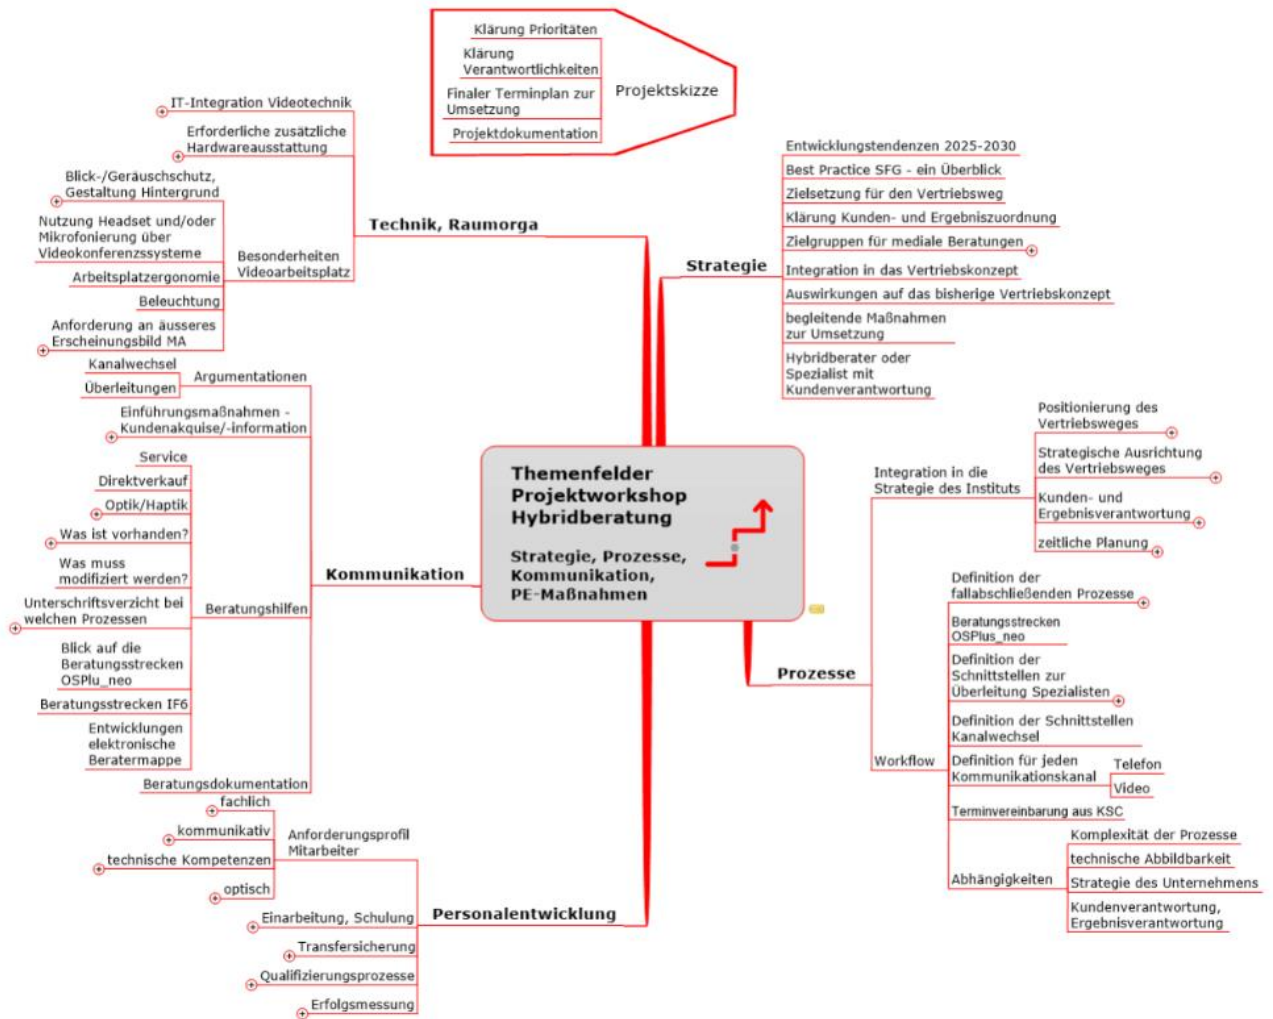 Klärung Prioritäten
Klärung
Verantwortlichkeiten
Finaler Terminplan zur
Umsetzung
Projektdokumentation
Projektskizze
IT-Integration Videotechnik
Erforderliche zusätzliche
Hardwareausstattung
Blick-/Geräuschschutz,
Gestaltung Hintergrund
Nutzung Headset und/oder
Mikrofonierung über
Videokonferenzssysteme
Arbeitsplatzergonomie
Beleuchtung
Anforderung an äusseres
Erscheinungsbild MA
Besonderheiten
Videoarbeitsplatz
Technik, Raumorga
Strategie
Entwicklungstendenzen 2025-2030
Best Practice SFG - ein Überblick
Zielsetzung für den Vertriebsweg
Klärung Kunden- und Ergebniszuordnung
Zielgruppen für mediale Beratungen
Integration in das Vertriebskonzept
Auswirkungen auf das bisherige Vertriebskonzept
begleitende Maßnahmen
zur Umsetzung
Hybridberater oder
Spezialist mit
Kundenverantwortung
Kanalwechsel
Überleitungen
Argumentationen
Einführungsmaßnahmen -
Kundenakquise/-information
Service
Direktverkauf
Optik/Haptik
Was ist vorhanden?
Was muss
modifiziert werden?
Unterschriftsverzicht bei
welchen Prozessen
Blick auf die
Beratungsstrecken
OSPlu_neo
Beratungsstrecken IF6
Entwicklungen
elektronische
Beratermappe
Beratungshilfen
Beratungsdokumentation
Kommunikation
Themenfelder
Projektworkshop
Hybridberatung
Strategie, Prozesse,
Kommunikation,
PE-Maßnahmen
Prozesse
Integration in die
Strategie des Instituts
Positionierung des
Vertriebsweges
Strategische Ausrichtung
des Vertriebsweges
Kunden- und
Ergebnisverantwortung
zeitliche Planung
Workflow
Definition der
fallabschließenden Prozesse
Beratungsstrecken
OSPlus_neo
Definition der
Schnittstellen zur
Überleitung Spezialisten
Definition der Schnittstellen
Kanalwechsel
Definition für jeden
Kommunikationskanal
Telefon
Video
Terminvereinbarung aus KSC
Abhängigkeiten
Komplexität der Prozesse
technische Abbildbarkeit
Strategie des Unternehmens
Kundenverantwortung,
Ergebnisverantwortung
fachlich
kommunikativ
technische Kompetenzen
optisch
Anforderungsprofil
Mitarbeiter
Einarbeitung, Schulung
Transfersicherung
Qualifizierungsprozesse
Erfolgsmessung
Personalentwicklung